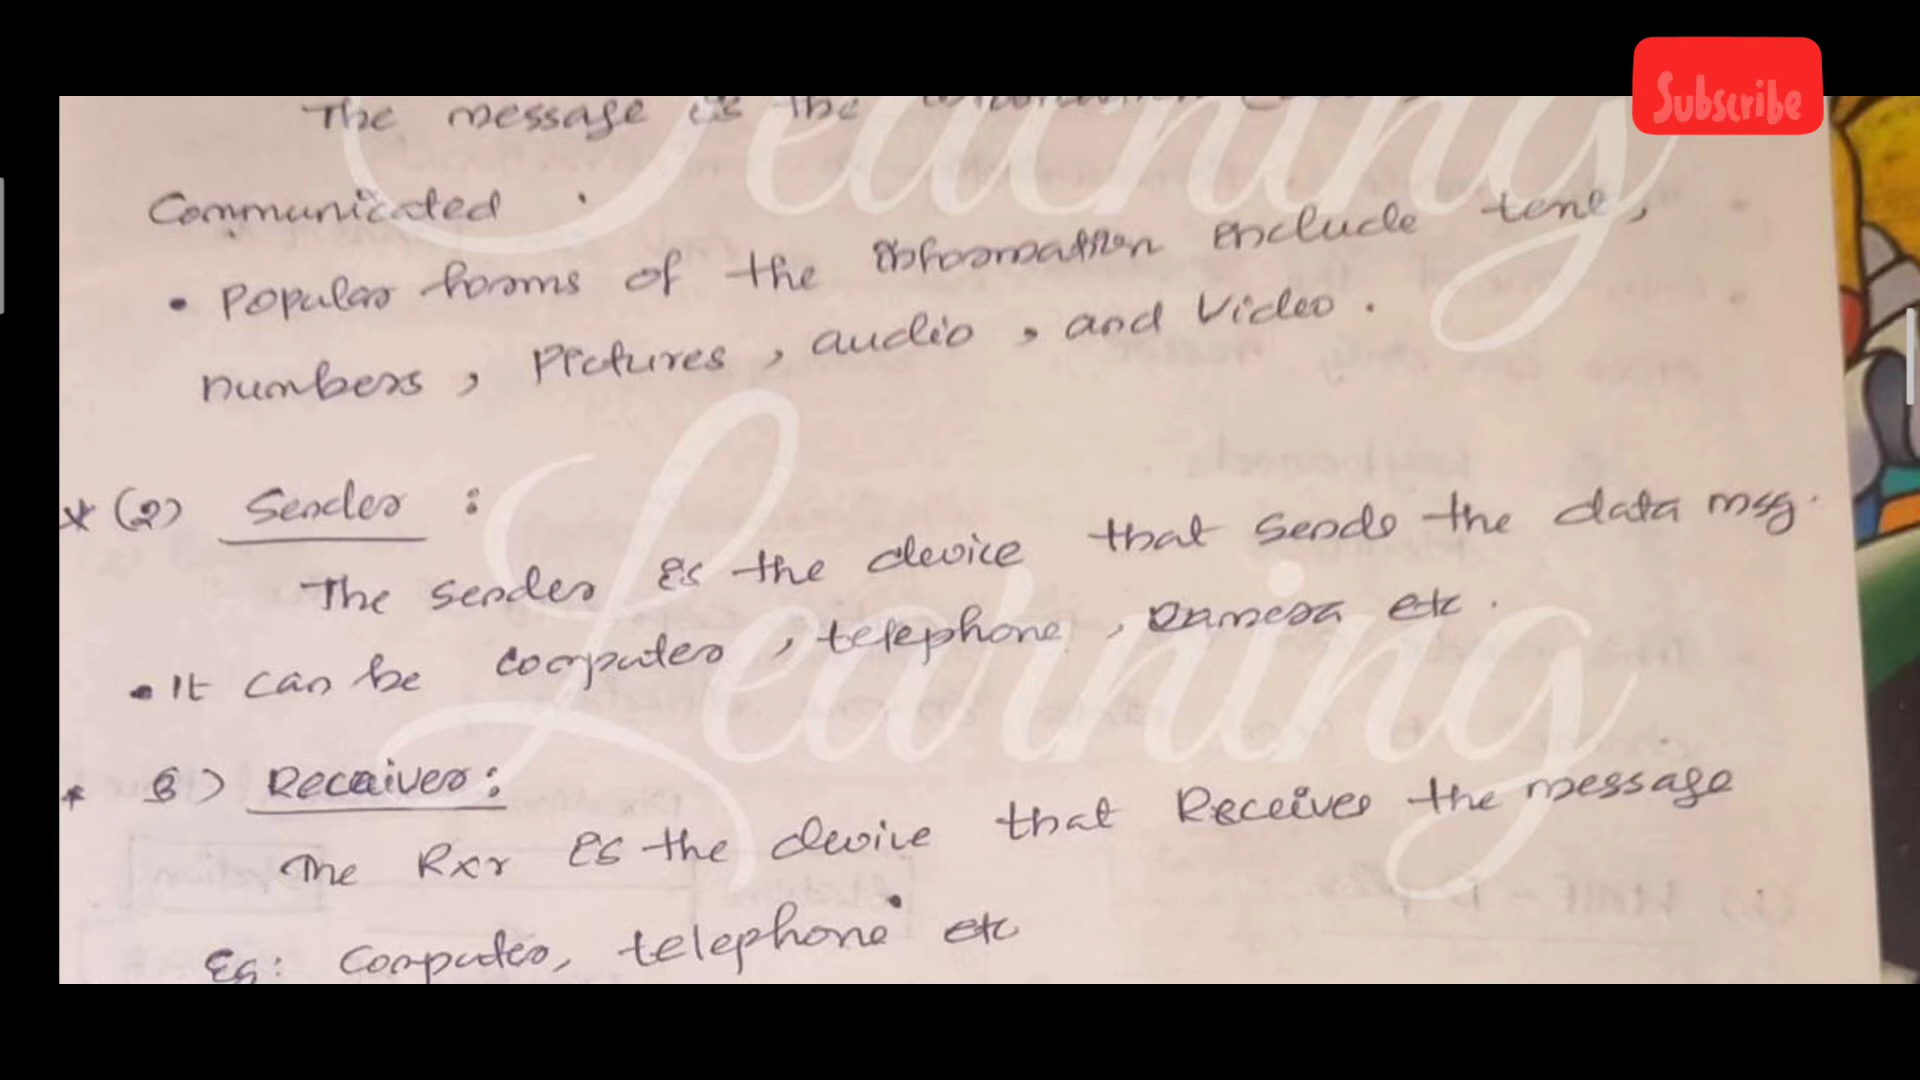 The message is the
Communicated .
• Popular forms of the information include text,
numbers, Pictures, audio, and Video.
* (2) Sender :
The sender is the device that sends the data msg.
• It can be computer, telephone, camera etc.
* 3) Receiver:
The Rxr is the device that Receives the message
Eg: Computer, telephone etc
Teaching
Learning
Subscribe